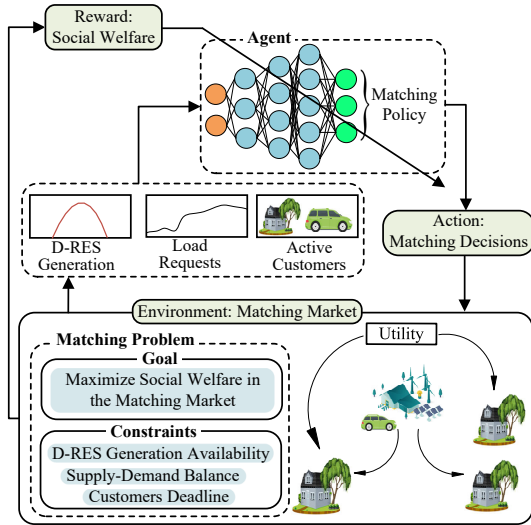 Reward:
Social Welfare
Agent
Matching
Policy
D-RES
Generation
Load
Requests
Active
Customers
Action:
Matching Decisions
Environment: Matching Market
Matching Problem
Goal
Maximize Social Welfare in
the Matching Market
Constraints
D-RES Generation Availability
Supply-Demand Balance
Customers Deadline
Utility